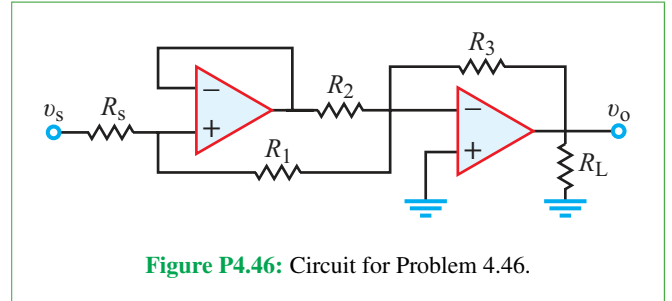 R3
R2
vs
Rs
−
+
R1
−
+
vo
RL
Figure P4.46: Circuit for Problem 4.46.